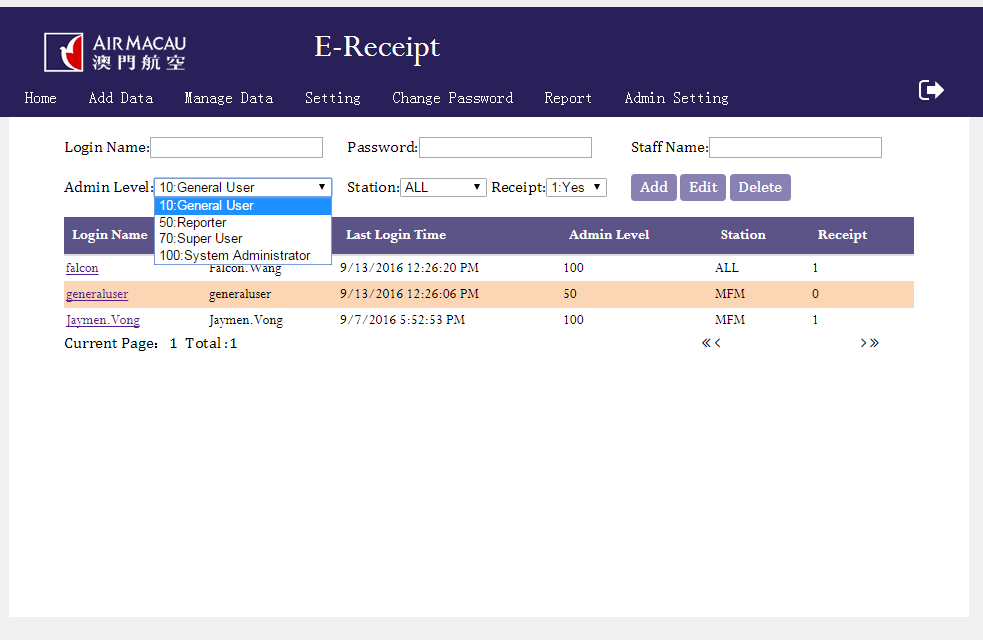 AIR MACAU
澳門航空
E-Receipt
Home Add Data Manage Data Setting Change Password Report Admin Setting
Login Name: Password: Staff Name:
Admin Level: 10:General User Station: ALL Receipt: 1:Yes Add Edit Delete
10:General User
50:Reporter
70:Super User
100:System Administrator
Login Name Last Login Time Admin Level Station Receipt
falcon Falcon.Wang 9/13/2016 12:26:20 PM 100 ALL 1
generaluser generaluser 9/13/2016 12:26:06 PM 50 MFM 0
Jaymen.Vong Jaymen.Vong 9/7/2016 5:52:53 PM 100 MFM 1
Current Page: 1 Total:1 « < > »